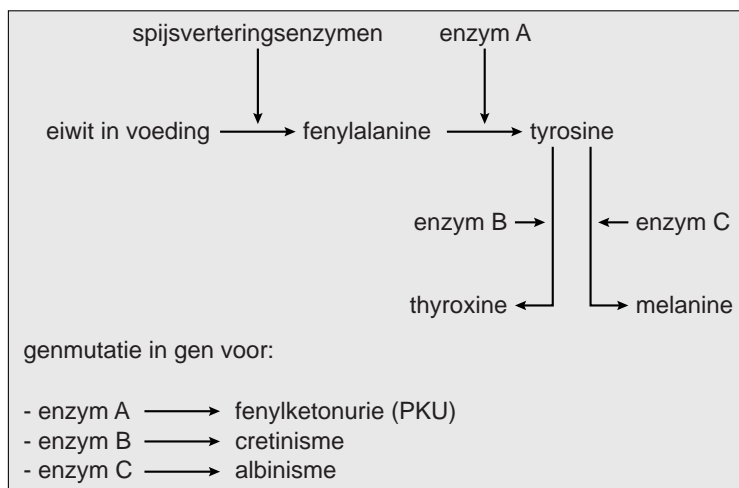 spijsverteringsenzymen enzym A
eiwit in voeding fenylalanine tyrosine
enzym B enzym C
thyroxine melanine
genmutatie in gen voor:
- enzym A fenylketonurie (PKU)
- enzym B cretinisme
- enzym C albinisme